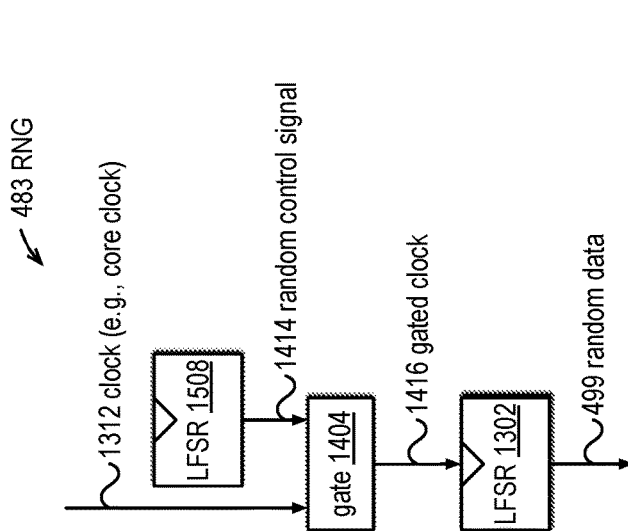 483 RNG
1312 clock (e.g., core clock)
LFSR 1508
1414 random control signal
gate 1404
1416 gated clock
LFSR 1302
499 random data